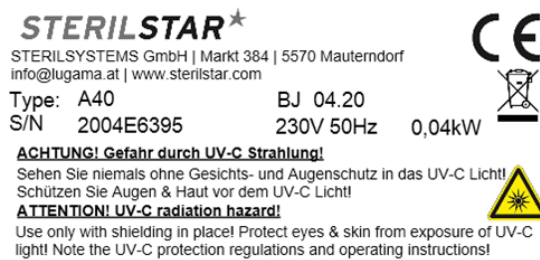 STERILSTAR
STERILSYSTEMS GmbH | Markt 384 | 5570 Mauterndorf
info@lugama.at | www.sterilstar.com
Type: A40 BJ 04.20
S/N 2004E6395 230V 50Hz 0,04kW
ACHTUNG! Gefahr durch UV-C Strahlung!
Sehen Sie niemals ohne Gesichts- und Augenschutz in das UV-C Licht!
Schützen Sie Augen & Haut vor dem UV-C Licht!
ATTENTION! UV-C radiation hazard!
Use only with shielding in place! Protect eyes & skin from exposure of UV-C
light! Note the UV-C protection regulations and operating instructions!
CE